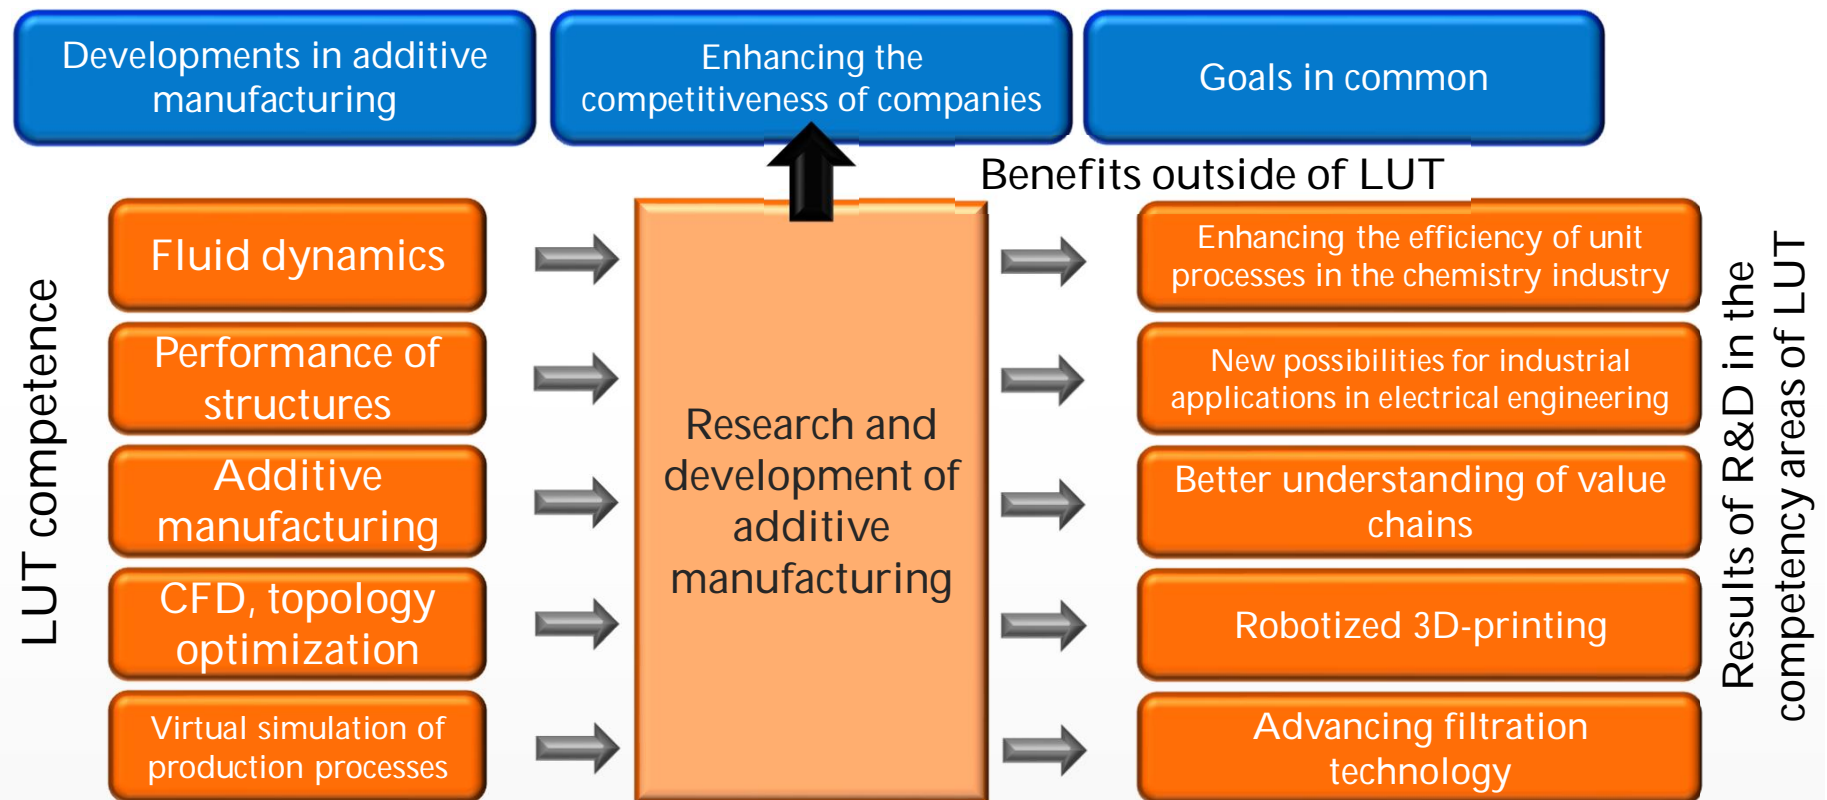 Developments in additive
manufacturing
Enhancing the
competitiveness of companies
Goals in common
Benefits outside of LUT
LUT competence
Fluid dynamics
Performance of
structures
Additive
manufacturing
CFD, topology
optimization
Virtual simulation of
production processes
Research and
development of
additive
manufacturing
Enhancing the efficiency of unit
processes in the chemistry industry
New possibilities for industrial
applications in electrical engineering
Better understanding of value
chains
Robotized 3D-printing
Advancing filtration
technology
Results of R&D in the
competency areas of LUT